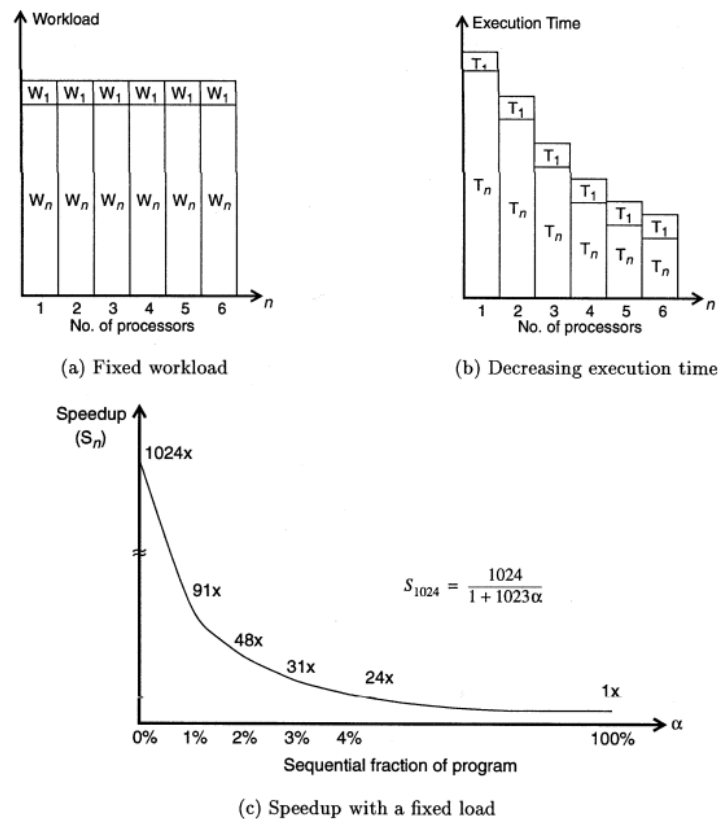 Workload
W₁ W₁ W₁ W₁ W₁ W₁
Wₙ Wₙ Wₙ Wₙ Wₙ Wₙ
1 2 3 4 5 6 n
No. of processors
(a) Fixed workload
Execution Time
T₁
T₁
T₁
T₁
T₁
T₁
Tₙ
Tₙ
Tₙ
Tₙ
Tₙ
Tₙ
1 2 3 4 5 6 n
No. of processors
(b) Decreasing execution time
Speedup
(Sₙ)
1024x
91x
48x
31x
24x
1x
S₁₀₂₄ = 1024 / (1 + 1023α)
0% 1% 2% 3% 4% 100% α
Sequential fraction of program
(c) Speedup with a fixed load